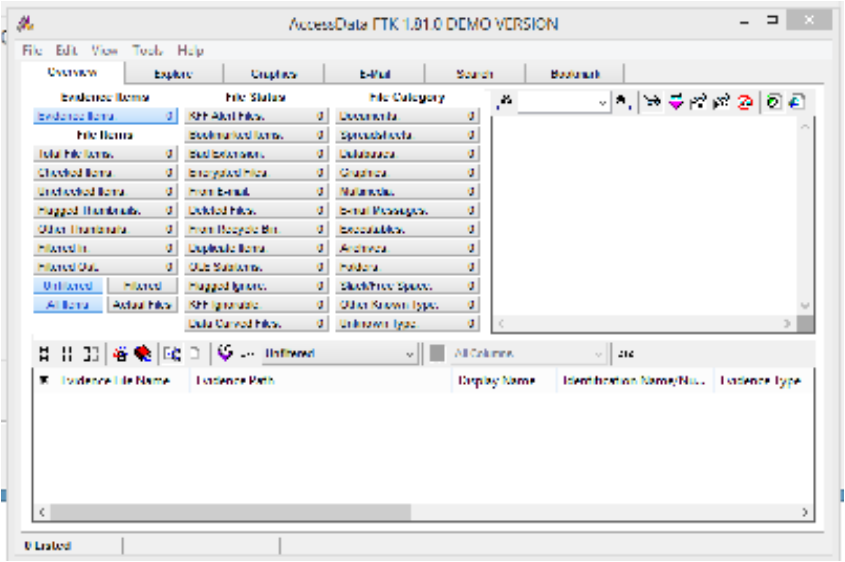 AccessData FTK 1.81.0 DEMO VERSION
File Edit View Tools Help
Overview Explore Graphics E-Mail Search Bookmark
Evidence Items File Status File Category
Evidence Items: 0 KFF Alert Files: 0 Documents: 0
File Items Bookmarked Items: 0 Spreadsheets: 0
Total File Items: 0 Bad Extension: 0 Databases: 0
Checked Items: 0 Encrypted Files: 0 Graphics: 0
Unchecked Items: 0 From E-mail: 0 Multimedia: 0
Flagged Thumbnails: 0 Deleted Files: 0 E-mail Messages: 0
Other Thumbnails: 0 From Recycle Bin: 0 Executables: 0
Filtered In: 0 Duplicate Items: 0 Archives: 0
Filtered Out: 0 OLE Subitems: 0 Folders: 0
Unfiltered Filtered Flagged Ignore: 0 Slack/Free Space: 0
All Items Actual Files KFF Ignorable: 0 Other Known Type: 0
Data Carved Files: 0 Unknown Type: 0
Unfiltered All Columns
Evidence File Name Evidence Path Display Name Identification Name/Nu... Evidence Type
0 Listed